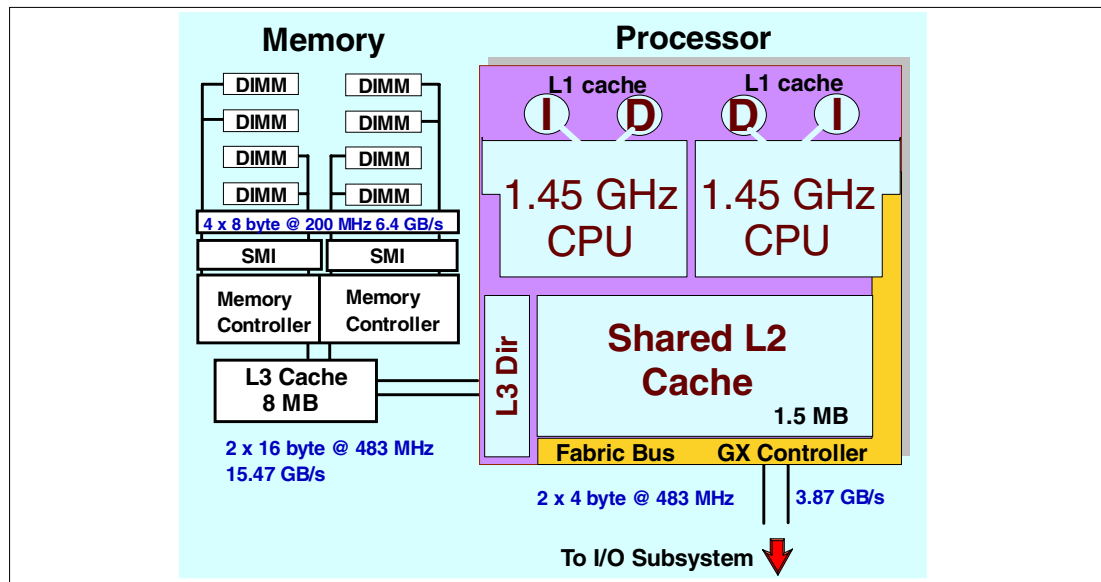 Memory
DIMM
DIMM
DIMM
DIMM
DIMM
DIMM
DIMM
DIMM
4 x 8 byte @ 200 MHz 6.4 GB/s
SMI
SMI
Memory
Controller
Memory
Controller
L3 Cache
8 MB
2 x 16 byte @ 483 MHz
15.47 GB/s
Processor
L1 cache
L1 cache
I
D
D
I
1.45 GHz
CPU
1.45 GHz
CPU
L3 Dir
Shared L2
Cache
1.5 MB
Fabric Bus
GX Controller
2 x 4 byte @ 483 MHz
3.87 GB/s
To I/O Subsystem